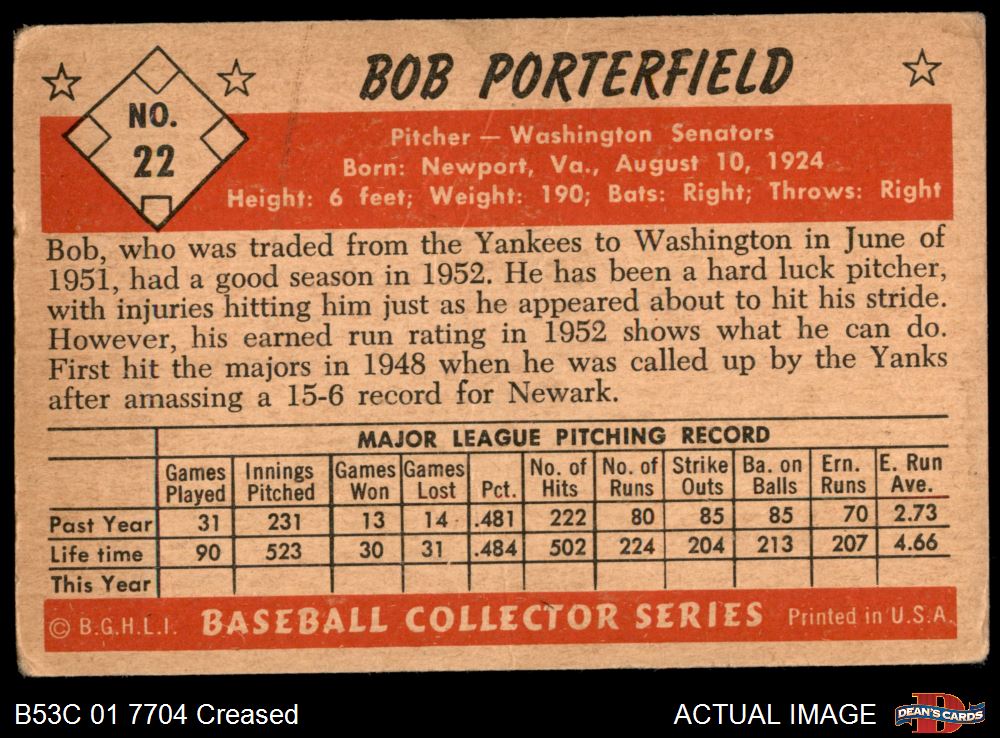 NO.
22
BOB PORTERFIELD
Pitcher — Washington Senators
Born: Newport, Va., August 10, 1924
Height: 6 feet; Weight: 190; Bats: Right; Throws: Right
Bob, who was traded from the Yankees to Washington in June of
1951, had a good season in 1952. He has been a hard luck pitcher,
with injuries hitting him just as he appeared about to hit his stride.
However, his earned run rating in 1952 shows what he can do.
First hit the majors in 1948 when he was called up by the Yanks
after amassing a 15-6 record for Newark.
MAJOR LEAGUE PITCHING RECORD
Games Played Innings Pitched Games Won Games Lost Pct. No. of Hits No. of Runs Strike Outs Ba. on Balls Ern. Runs E. Run Ave.
Past Year 31 231 13 14 .481 222 80 85 85 70 2.73
Life time 90 523 30 31 .484 502 224 204 213 207 4.66
This Year
© B.G.H.L.I. BASEBALL COLLECTOR SERIES Printed in U.S.A.
B53C 01 7704 Creased ACTUAL IMAGE DEAN'S CARDS